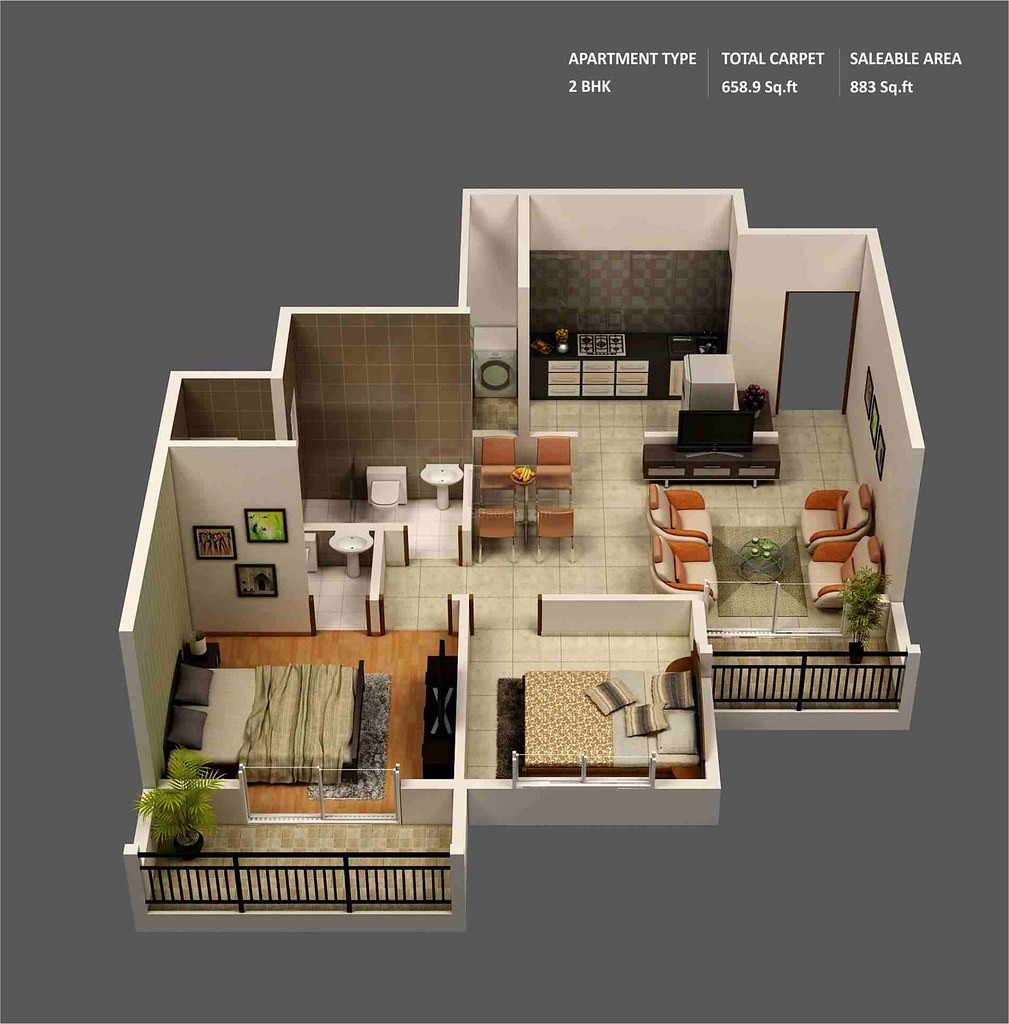 APARTMENT TYPE
2 BHK
TOTAL CARPET
658.9 Sq.ft
SALEABLE AREA
883 Sq.ft